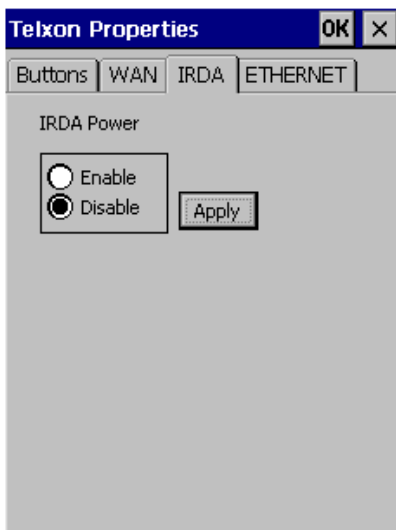 Telxon Properties OK ×
Buttons WAN IRDA ETHERNET
IRDA Power
Enable
Disable
Apply